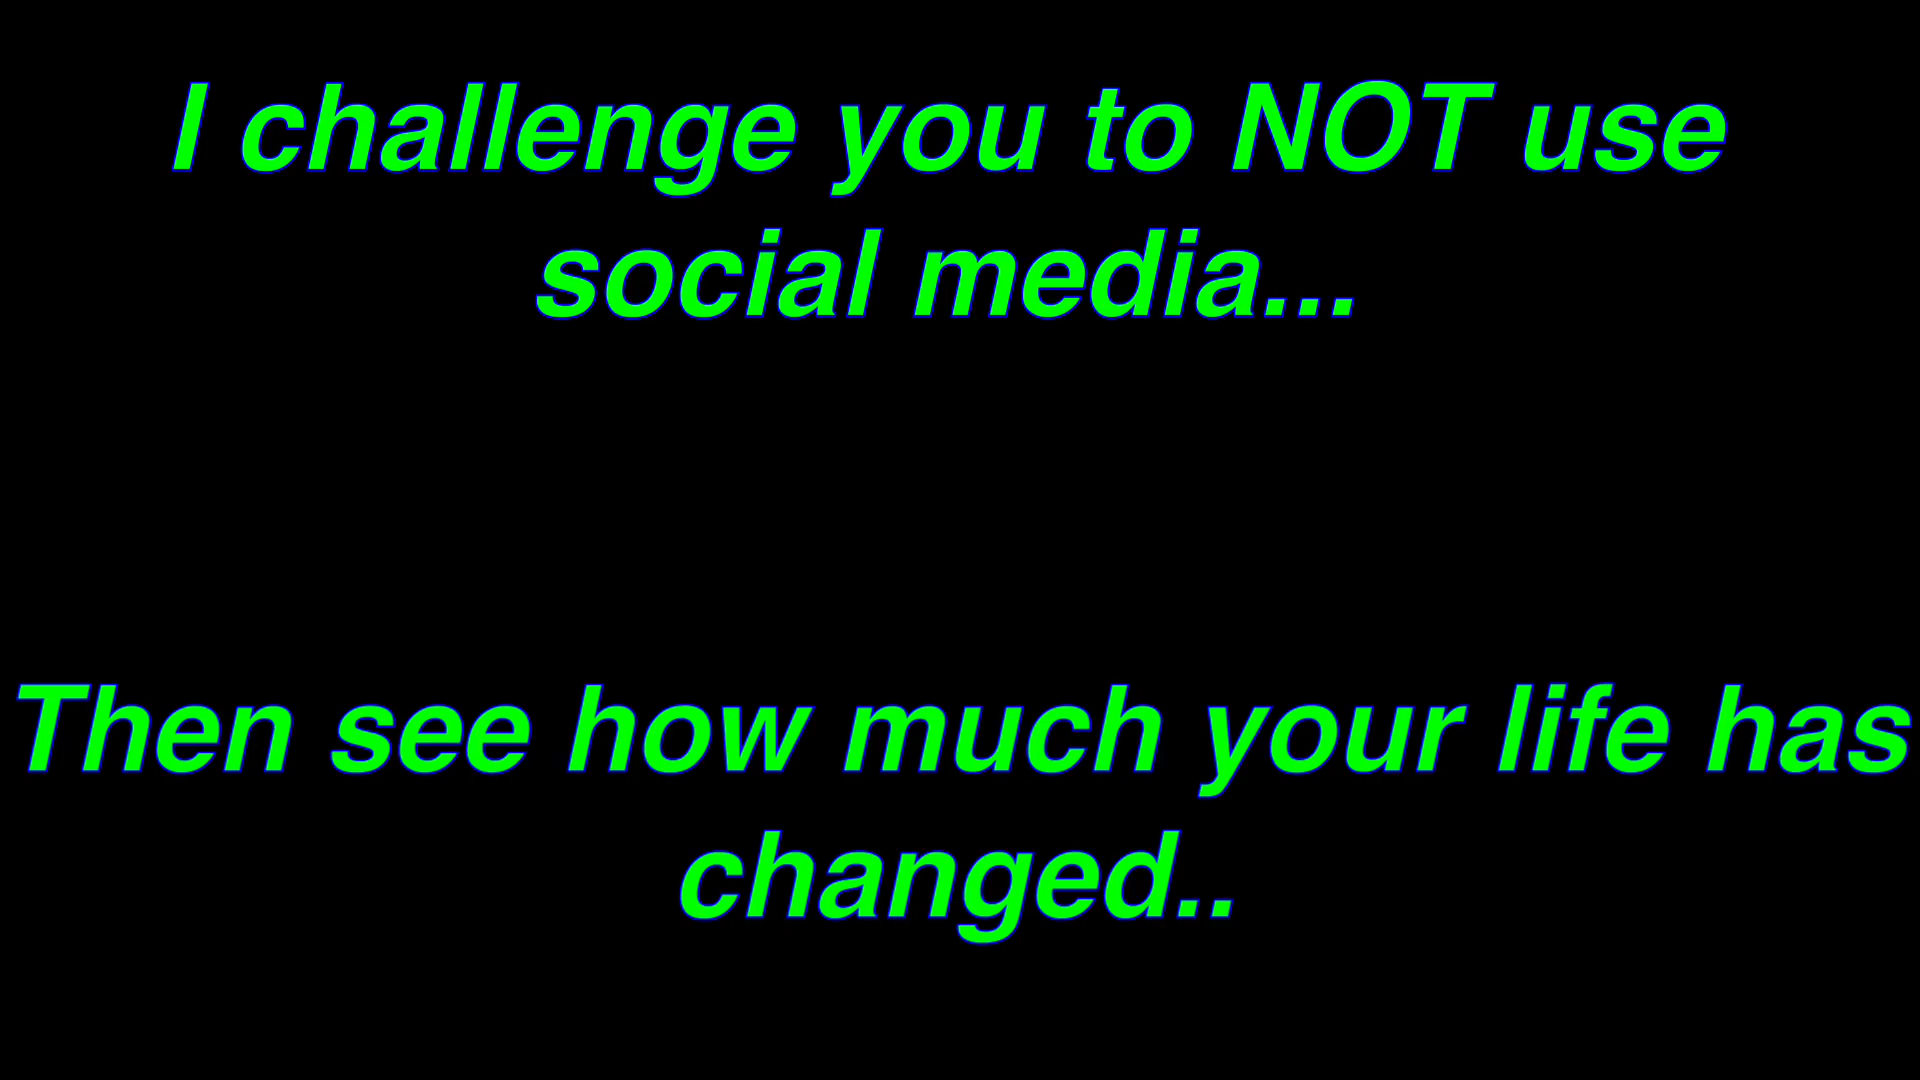 I challenge you to NOT use
social media...
Then see how much your life has
changed..